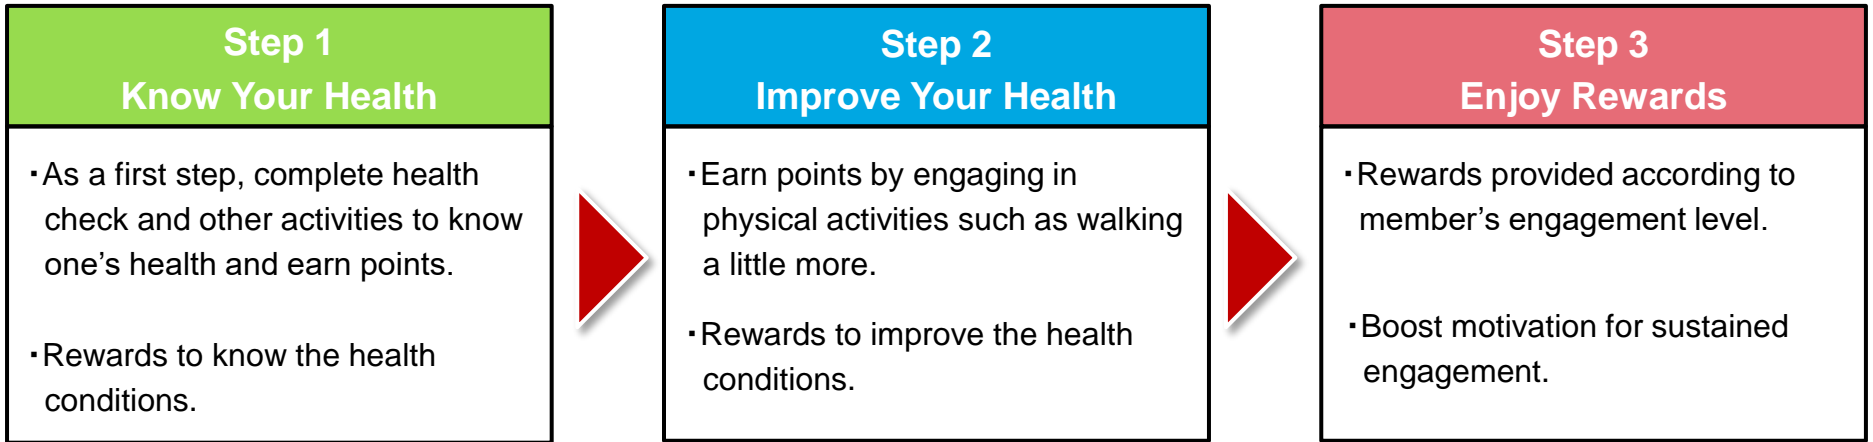 Step 1
Know Your Health
・As a first step, complete health
check and other activities to know
one’s health and earn points.
・Rewards to know the health
conditions.
Step 2
Improve Your Health
・Earn points by engaging in
physical activities such as walking
a little more.
・Rewards to improve the health
conditions.
Step 3
Enjoy Rewards
・Rewards provided according to
member’s engagement level.
・Boost motivation for sustained
engagement.